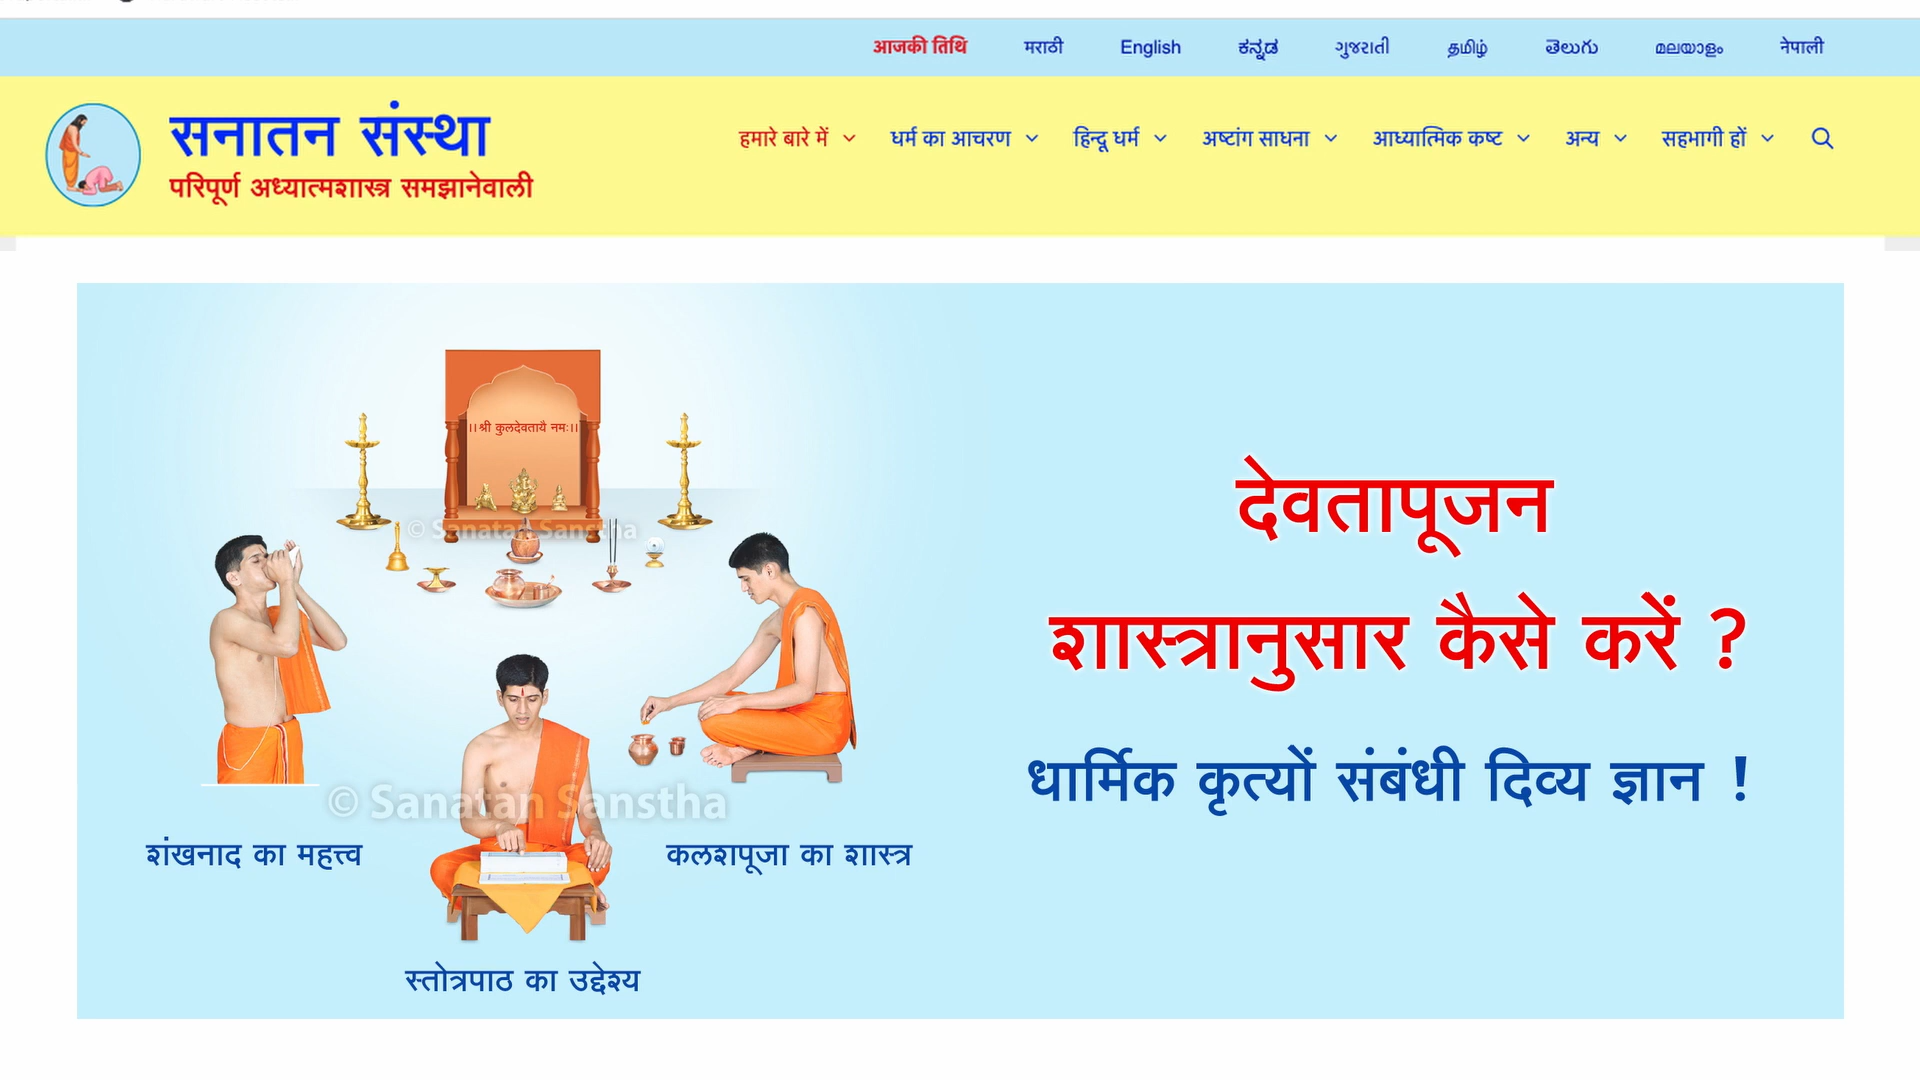 आजकी तिथि मराठी English ಕನ್ನಡ ગુજરાતી தமிழ் తెలుగు മലയാളം नेपाली
सनातन संस्था
परिपूर्ण अध्यात्मशास्त्र समझानेवाली
हमारे बारे में धर्म का आचरण हिन्दू धर्म अष्टांग साधना आध्यात्मिक कष्ट अन्य सहभागी हों
।।श्री कुलदेवतायै नमः।।
© Sanatan Sanstha
देवतापूजन
शास्त्रानुसार कैसे करें ?
धार्मिक कृत्यों संबंधी दिव्य ज्ञान !
© Sanatan Sanstha
शंखनाद का महत्त्व
कलशपूजा का शास्त्र
स्तोत्रपाठ का उद्देश्य